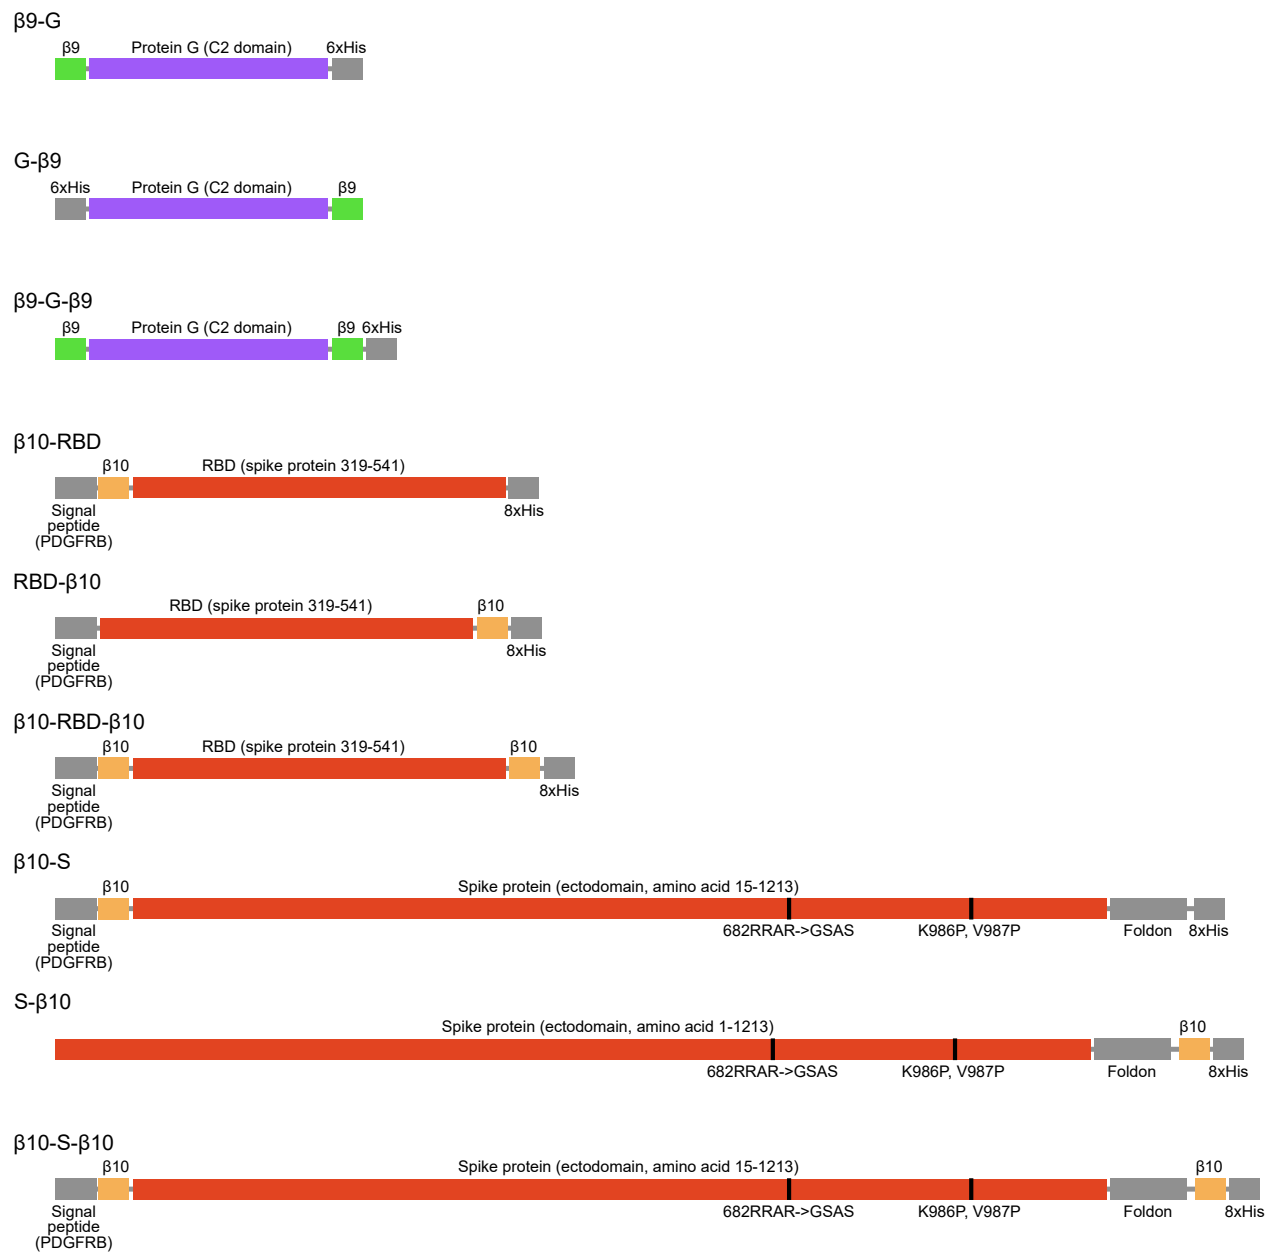 β9-G
β9 Protein G (C2 domain) 6xHis
G-β9
6xHis Protein G (C2 domain) β9
β9-G-β9
β9 Protein G (C2 domain) β9 6xHis
β10-RBD
β10 RBD (spike protein 319-541)
Signal 8xHis
peptide
(PDGFRB)
RBD-β10
RBD (spike protein 319-541) β10
Signal 8xHis
peptide
(PDGFRB)
β10-RBD-β10
β10 RBD (spike protein 319-541) β10
Signal 8xHis
peptide
(PDGFRB)
β10-S
β10 Spike protein (ectodomain, amino acid 15-1213)
Signal 682RRAR->GSAS K986P, V987P Foldon 8xHis
peptide
(PDGFRB)
S-β10
Spike protein (ectodomain, amino acid 1-1213) β10
682RRAR->GSAS K986P, V987P Foldon 8xHis
β10-S-β10
β10 Spike protein (ectodomain, amino acid 15-1213) β10
Signal 682RRAR->GSAS K986P, V987P Foldon 8xHis
peptide
(PDGFRB)